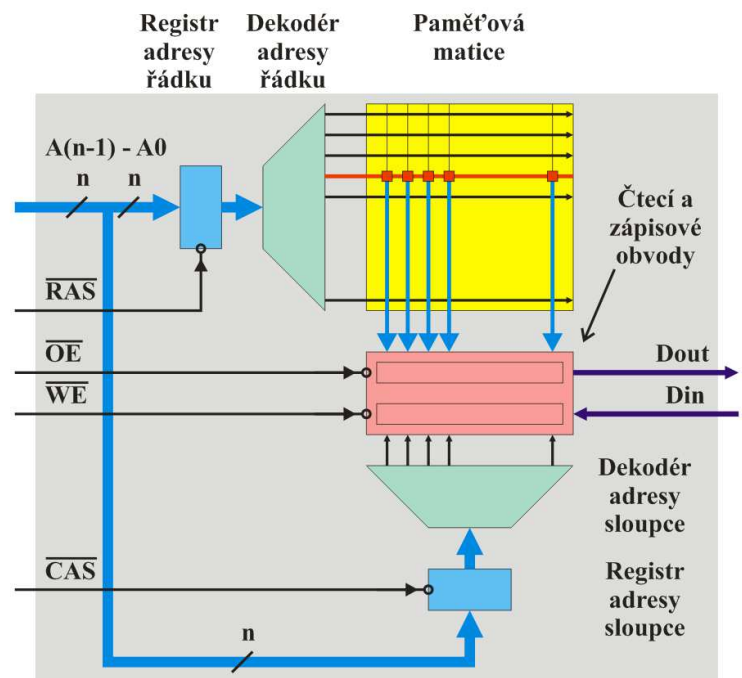 Registr
adresy
řádku
Dekodér
adresy
řádku
Paměťová
matice
A(n-1) - A0
n
n
Čtecí a
zápisové
obvody
RAS
OE
Dout
WE
Din
Dekodér
adresy
sloupce
CAS
Registr
adresy
sloupce
n